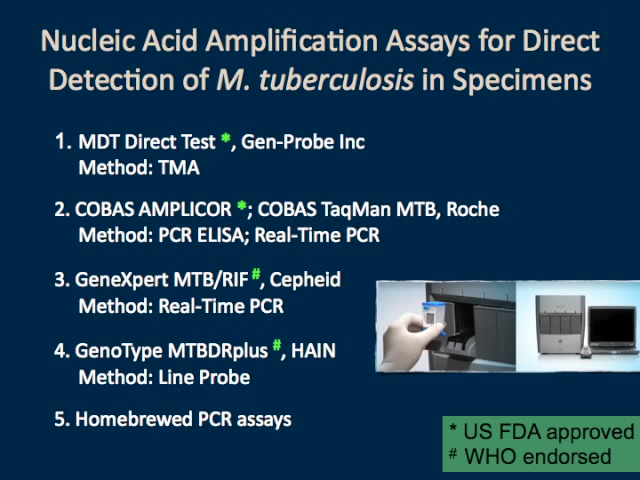 Nucleic Acid Amplification Assays for Direct
Detection of M. tuberculosis in Specimens
1. MDT Direct Test *, Gen-Probe Inc
Method: TMA
2. COBAS AMPLICOR *; COBAS TaqMan MTB, Roche
Method: PCR ELISA; Real-Time PCR
3. GeneXpert MTB/RIF #, Cepheid
Method: Real-Time PCR
4. GenoType MTBDRplus #, HAIN
Method: Line Probe
5. Homebrewed PCR assays
* US FDA approved
# WHO endorsed